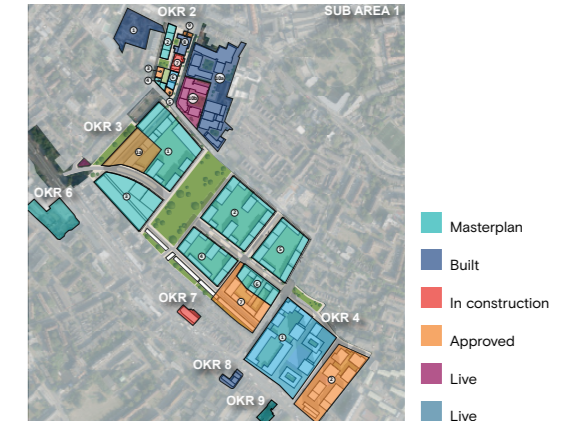 OKR 2
SUB AREA 1
OKR 3
OKR 6
OKR 7
OKR 4
OKR 8
OKR 9
Masterplan
Built
In construction
Approved
Live
Live